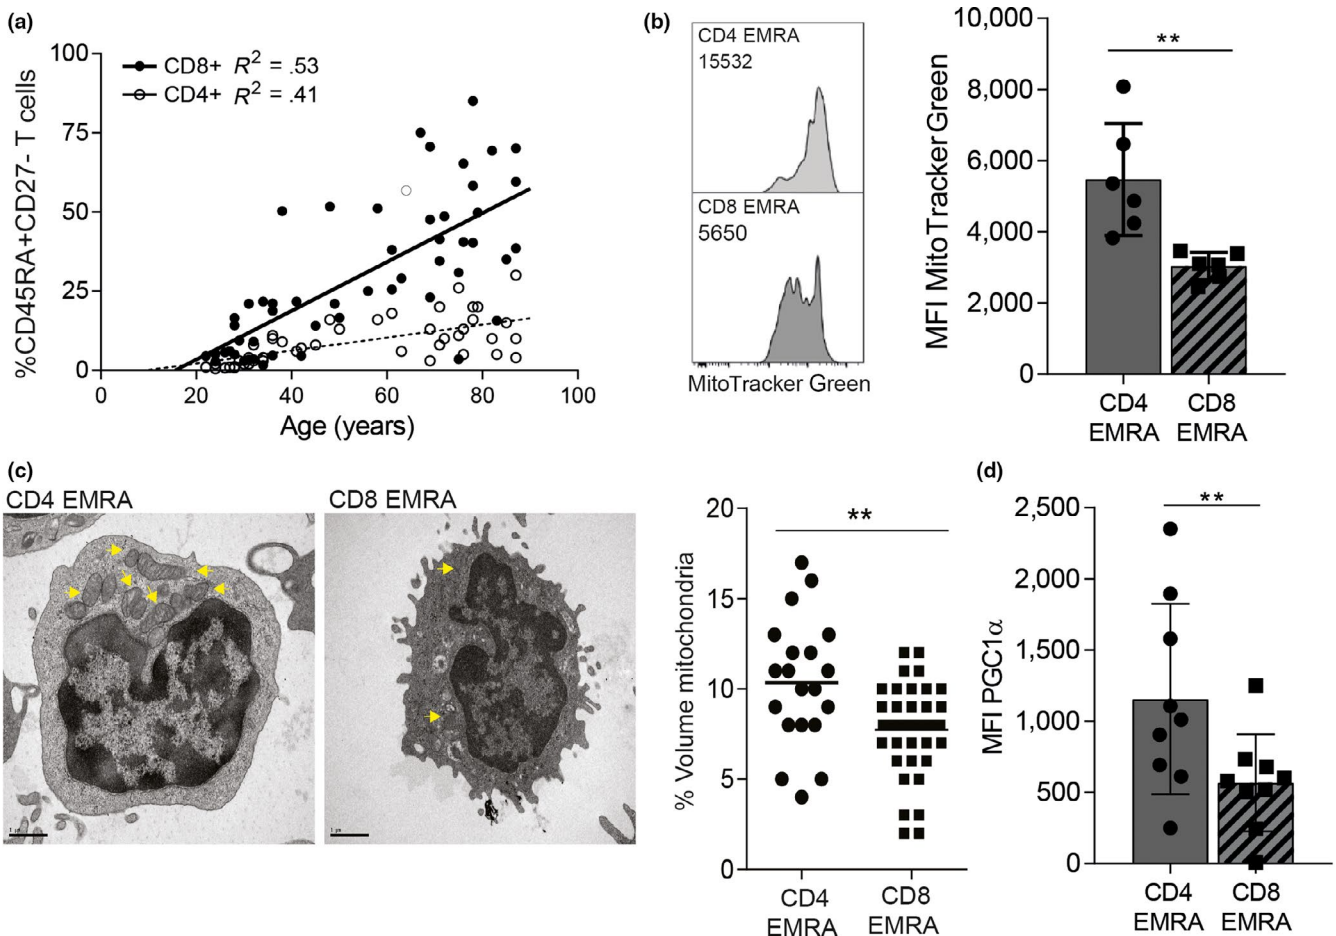 (a)
%CD45RA+CD27- T cells
100
75
50
25
0
CD8+ R² = .53
CD4+ R² = .41
0 20 40 60 80 100
Age (years)
(b)
CD4 EMRA
15532
CD8 EMRA
5650
MitoTracker Green
MFI MitoTracker Green
10,000
8,000
6,000
4,000
2,000
0
**
CD4 EMRA
CD8 EMRA
(c)
CD4 EMRA
CD8 EMRA
1 µm
1 µm
% Volume mitochondria
20
15
10
5
0
**
CD4 EMRA
CD8 EMRA
(d)
MFI PGC1α
2,500
2,000
1,500
1,000
500
0
**
CD4 EMRA
CD8 EMRA